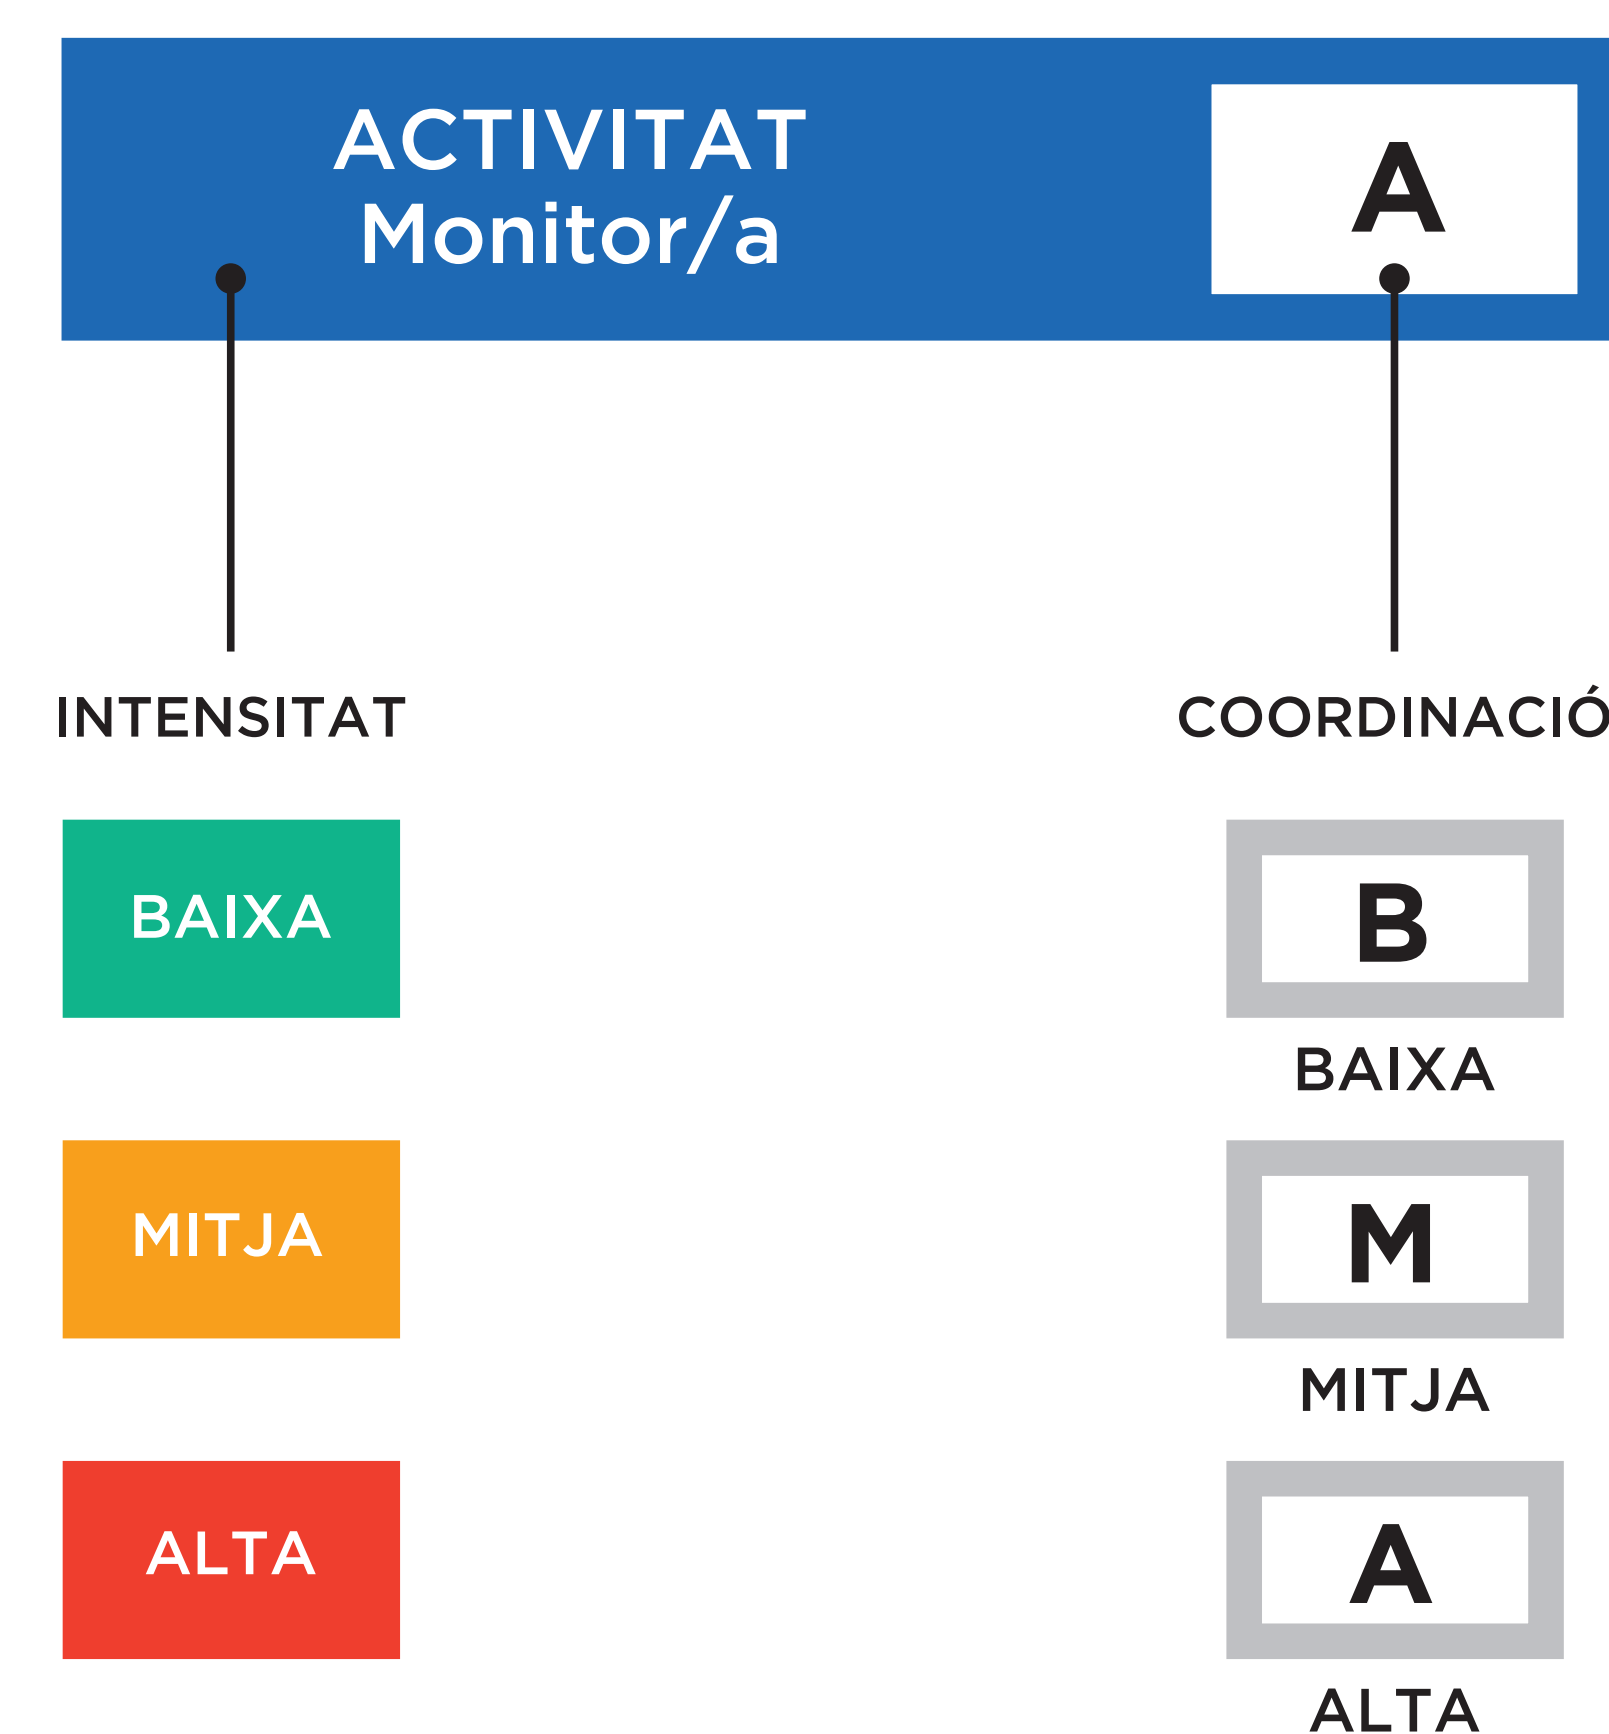 ACTIVITAT
Monitor/a
A
INTENSITAT
COORDINACIÓ
BAIXA
B
BAIXA
MITJA
M
MITJA
ALTA
A
ALTA